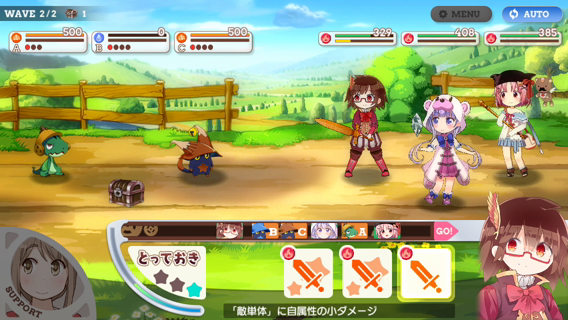 WAVE 2/2
1
MENU
AUTO
500
A
0
B
500
C
329
408
385
B
C
A
GO!
とっておき
「敵単体」に自属性の小ダメージ
SUPPORT